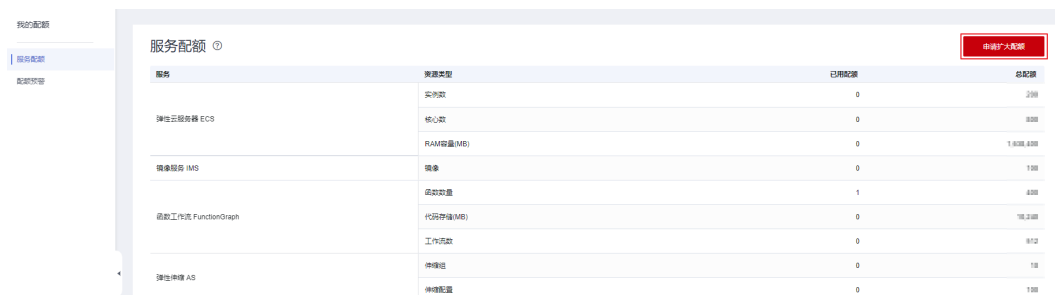 我的配额
服务配额
配额预警
服务配额
申请扩大配额
服务 资源类型 已用配额 总配额
弹性云服务器 ECS
实例数 0
核心数 0
RAM容量(MB) 0
镜像服务 IMS 镜像 0
函数工作流 FunctionGraph
函数数量 1
代码存储(MB) 0
工作流数 0
弹性伸缩 AS
伸缩组 0
伸缩配置 0